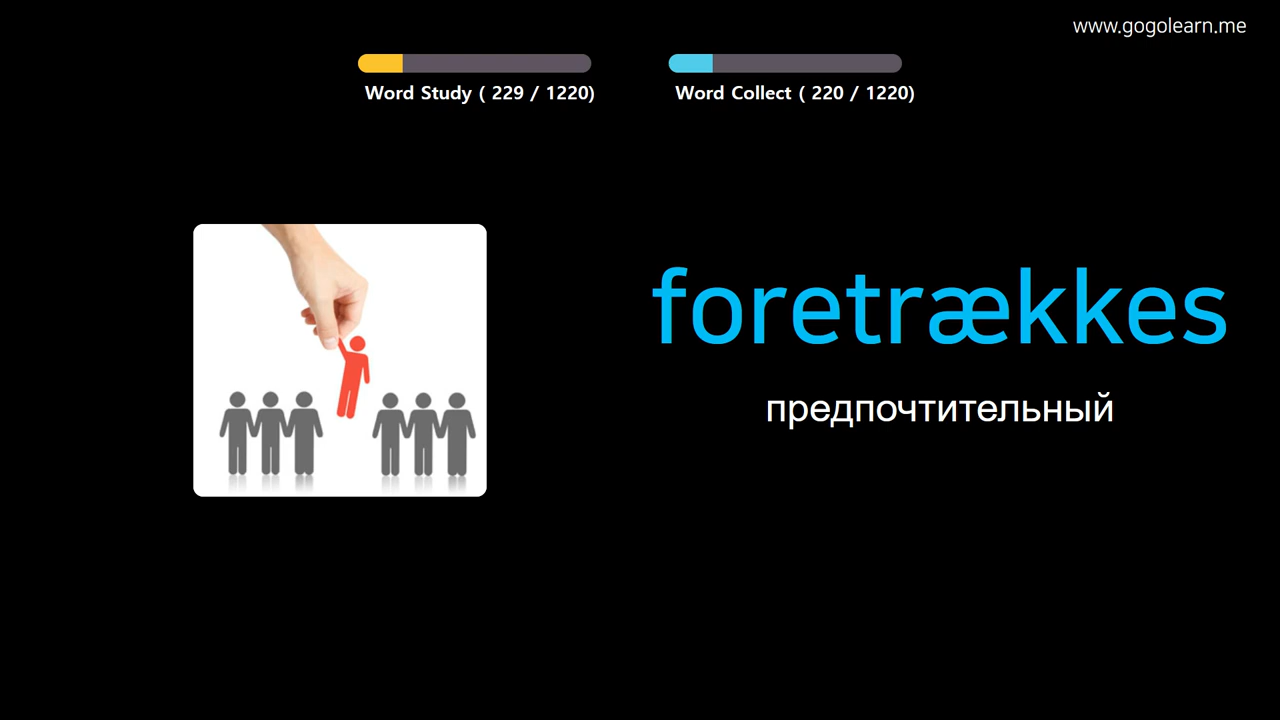 www.gogolearn.me
Word Study ( 229 / 1220)
Word Collect ( 220 / 1220)
foretrækkes
предпочтительный